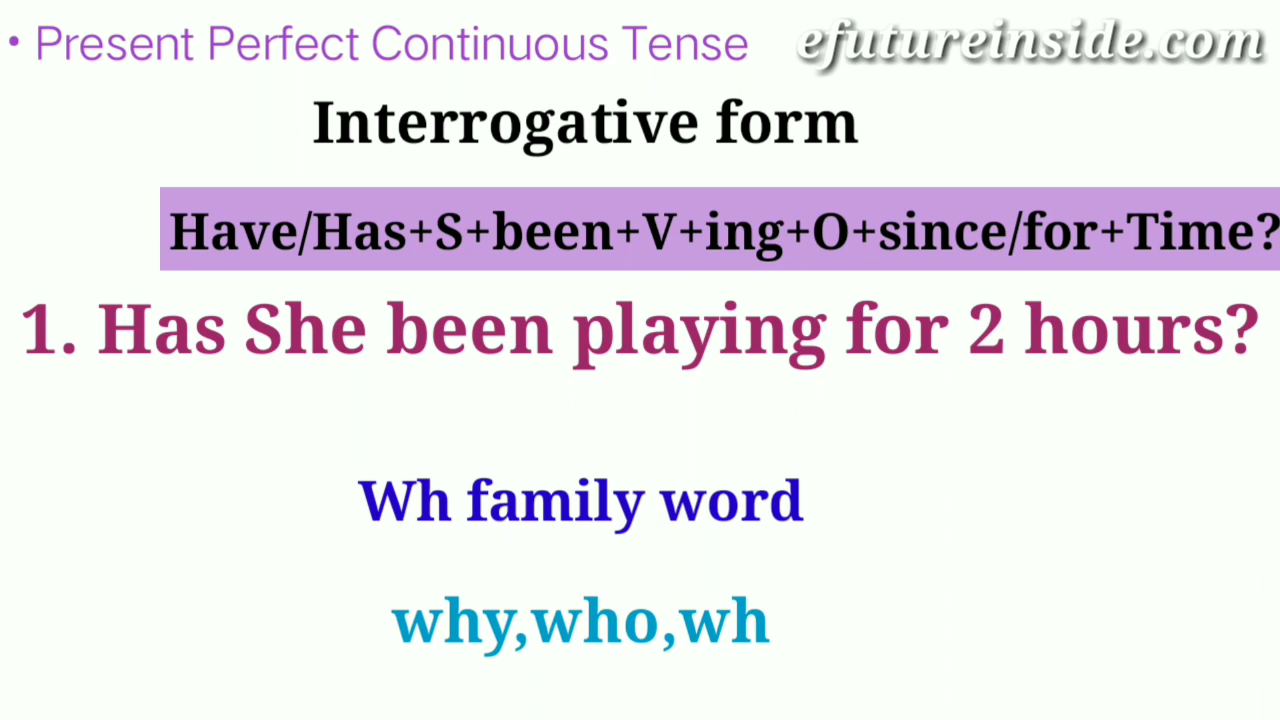 • Present Perfect Continuous Tense
efutureinside.com
Interrogative form
Have/Has+S+been+V+ing+O+since/for+Time?
1. Has She been playing for 2 hours?
Wh family word
why,who,wh